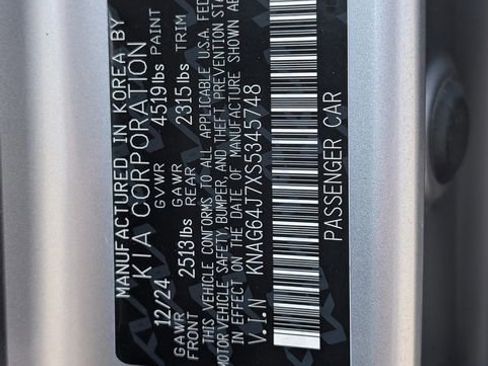 MANUFACTURED IN KOREA BY
KIA CORPORATION
12/24 GVWR 4519lbs PAINT
GAWR FRONT 2513lbs GAWR REAR 2315lbs TRIM
THIS VEHICLE CONFORMS TO ALL APPLICABLE U.S.A. FED
MOTOR VEHICLE SAFETY, BUMPER, AND THEFT PREVENTION STA
IN EFFECT ON THE DATE OF MANUFACTURE SHOWN AB
V.I.N KNAG64J7XS5345748
PASSENGER CAR